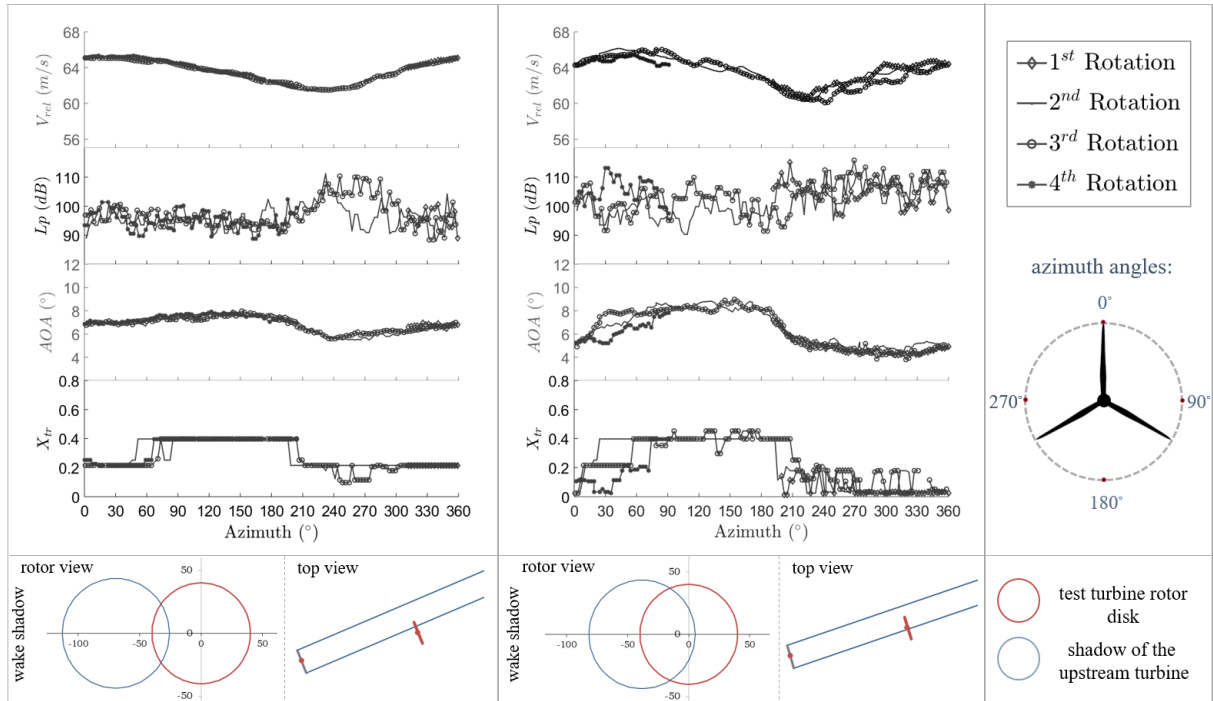 68
64
60
56
V_rel (m/s)
110
100
90
Lp (dB)
12
10
8
6
4
AOA (°)
0.8
0.6
0.4
0.2
0
X_tr
0 30 60 90 120 150 180 210 240 270 300 330 360
Azimuth (°)
68
64
60
56
V_rel (m/s)
110
100
90
Lp (dB)
12
10
8
6
4
AOA (°)
0.8
0.6
0.4
0.2
0
X_tr
0 30 60 90 120 150 180 210 240 270 300 330 360
Azimuth (°)
1st Rotation
2nd Rotation
3rd Rotation
4th Rotation
azimuth angles:
0°
270°
90°
180°
wake shadow
rotor view
50
-100
-50
0
50
-50
top view
wake shadow
rotor view
50
-100
-50
0
50
-50
top view
test turbine rotor
disk
shadow of the
upstream turbine